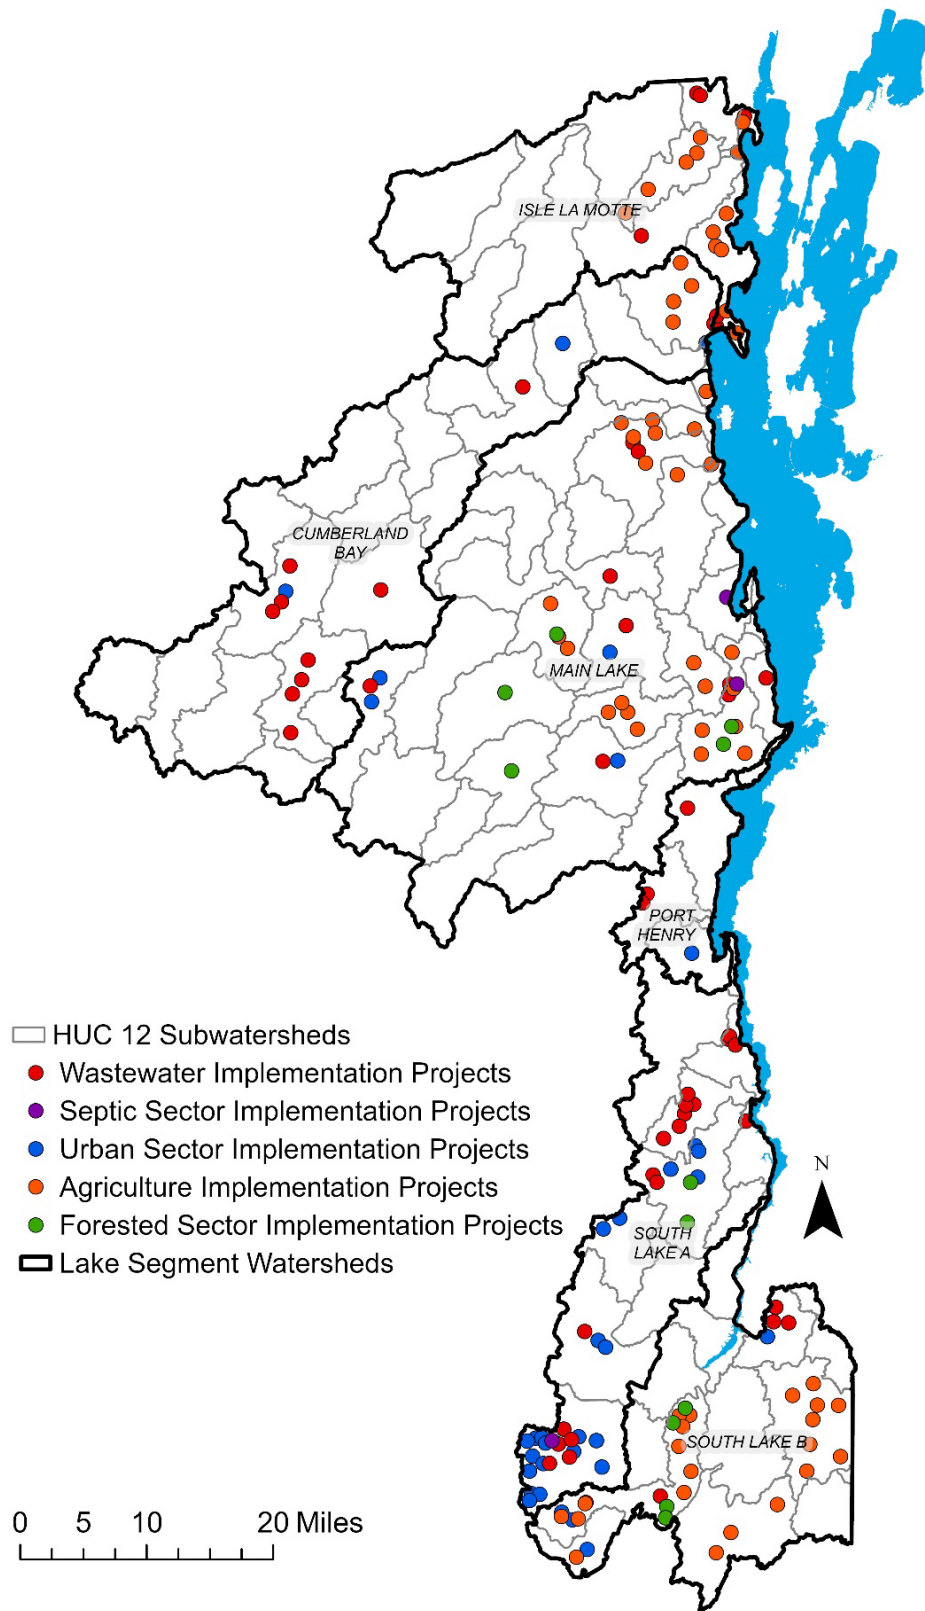 ISLE LA MOTTE
CUMBERLAND
BAY
MAIN LAKE
PORT
HENRY
HUC 12 Subwatersheds
Wastewater Implementation Projects
Septic Sector Implementation Projects
Urban Sector Implementation Projects
Agriculture Implementation Projects
Forested Sector Implementation Projects
Lake Segment Watersheds
N
SOUTH
LAKE A
SOUTH LAKE B
0 5 10 20 Miles